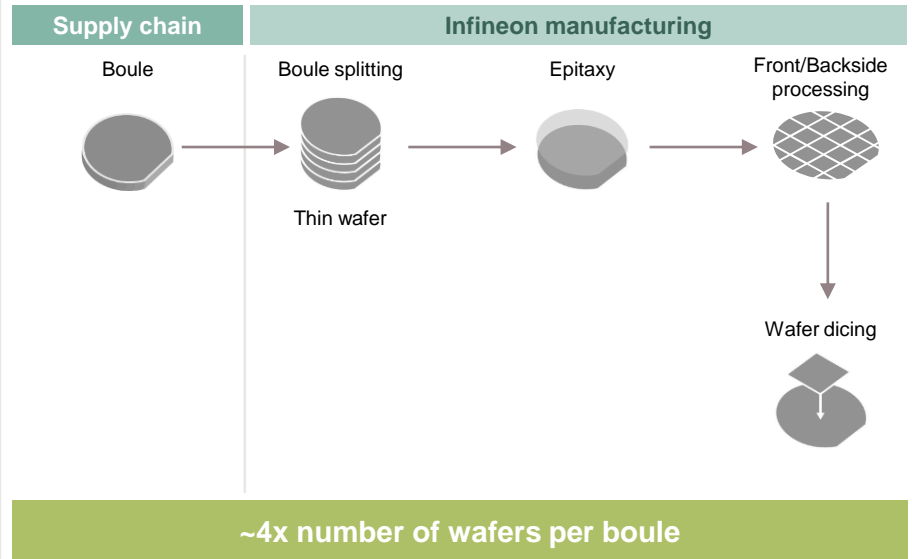 Supply chain
Infineon manufacturing
Boule
Boule splitting
Epitaxy
Front/Backside
processing
Thin wafer
Wafer dicing
~4x number of wafers per boule